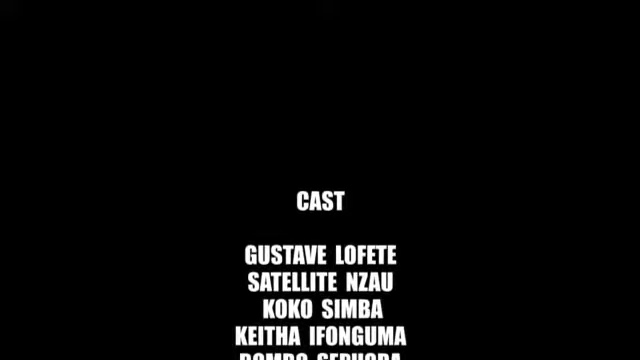 CAST
GUSTAVE LOFETE
SATELLITE NZAU
KOKO SIMBA
KEITHA IFONGUMA